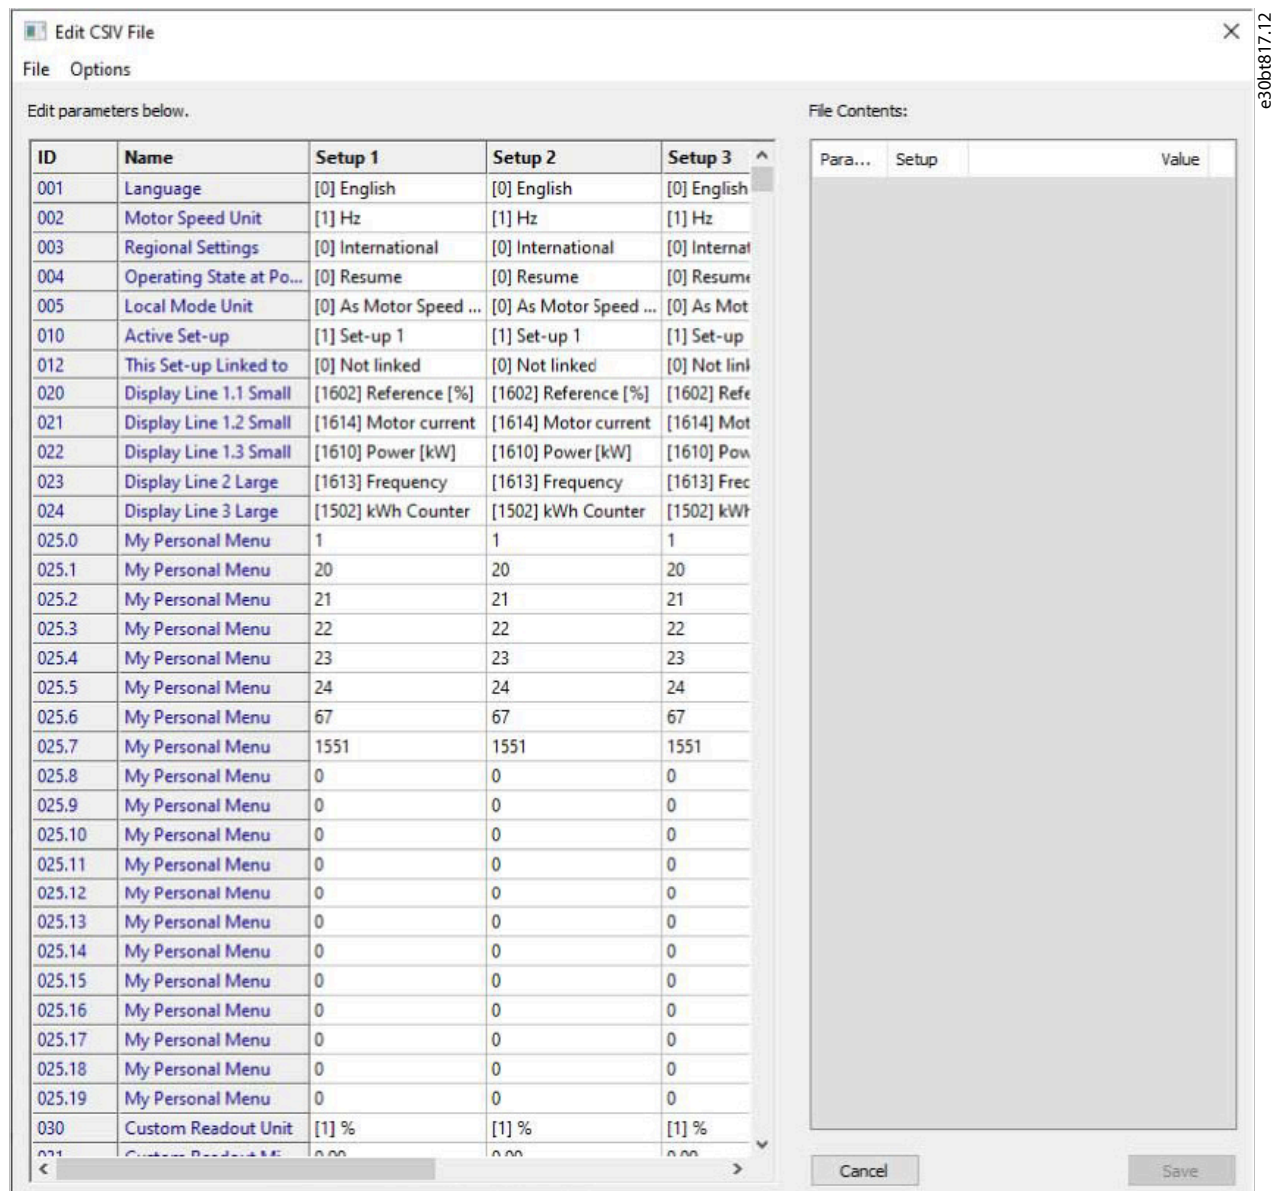 Edit CSIV File
e30bt817.12
File Options
Edit parameters below.
File Contents:
ID Name Setup 1 Setup 2 Setup 3
Para... Setup Value
001 Language [0] English [0] English [0] English
002 Motor Speed Unit [1] Hz [1] Hz [1] Hz
003 Regional Settings [0] International [0] International [0] Internat
004 Operating State at Po... [0] Resume [0] Resume [0] Resume
005 Local Mode Unit [0] As Motor Speed ... [0] As Motor Speed ... [0] As Mot
010 Active Set-up [1] Set-up 1 [1] Set-up 1 [1] Set-up
012 This Set-up Linked to [0] Not linked [0] Not linked [0] Not link
020 Display Line 1.1 Small [1602] Reference [%] [1602] Reference [%] [1602] Refe
021 Display Line 1.2 Small [1614] Motor current [1614] Motor current [1614] Mot
022 Display Line 1.3 Small [1610] Power [kW] [1610] Power [kW] [1610] Pow
023 Display Line 2 Large [1613] Frequency [1613] Frequency [1613] Freq
024 Display Line 3 Large [1502] kWh Counter [1502] kWh Counter [1502] kWh
025.0 My Personal Menu 1 1 1
025.1 My Personal Menu 20 20 20
025.2 My Personal Menu 21 21 21
025.3 My Personal Menu 22 22 22
025.4 My Personal Menu 23 23 23
025.5 My Personal Menu 24 24 24
025.6 My Personal Menu 67 67 67
025.7 My Personal Menu 1551 1551 1551
025.8 My Personal Menu 0 0 0
025.9 My Personal Menu 0 0 0
025.10 My Personal Menu 0 0 0
025.11 My Personal Menu 0 0 0
025.12 My Personal Menu 0 0 0
025.13 My Personal Menu 0 0 0
025.14 My Personal Menu 0 0 0
025.15 My Personal Menu 0 0 0
025.16 My Personal Menu 0 0 0
025.17 My Personal Menu 0 0 0
025.18 My Personal Menu 0 0 0
025.19 My Personal Menu 0 0 0
030 Custom Readout Unit [1] % [1] % [1] %
Cancel Save